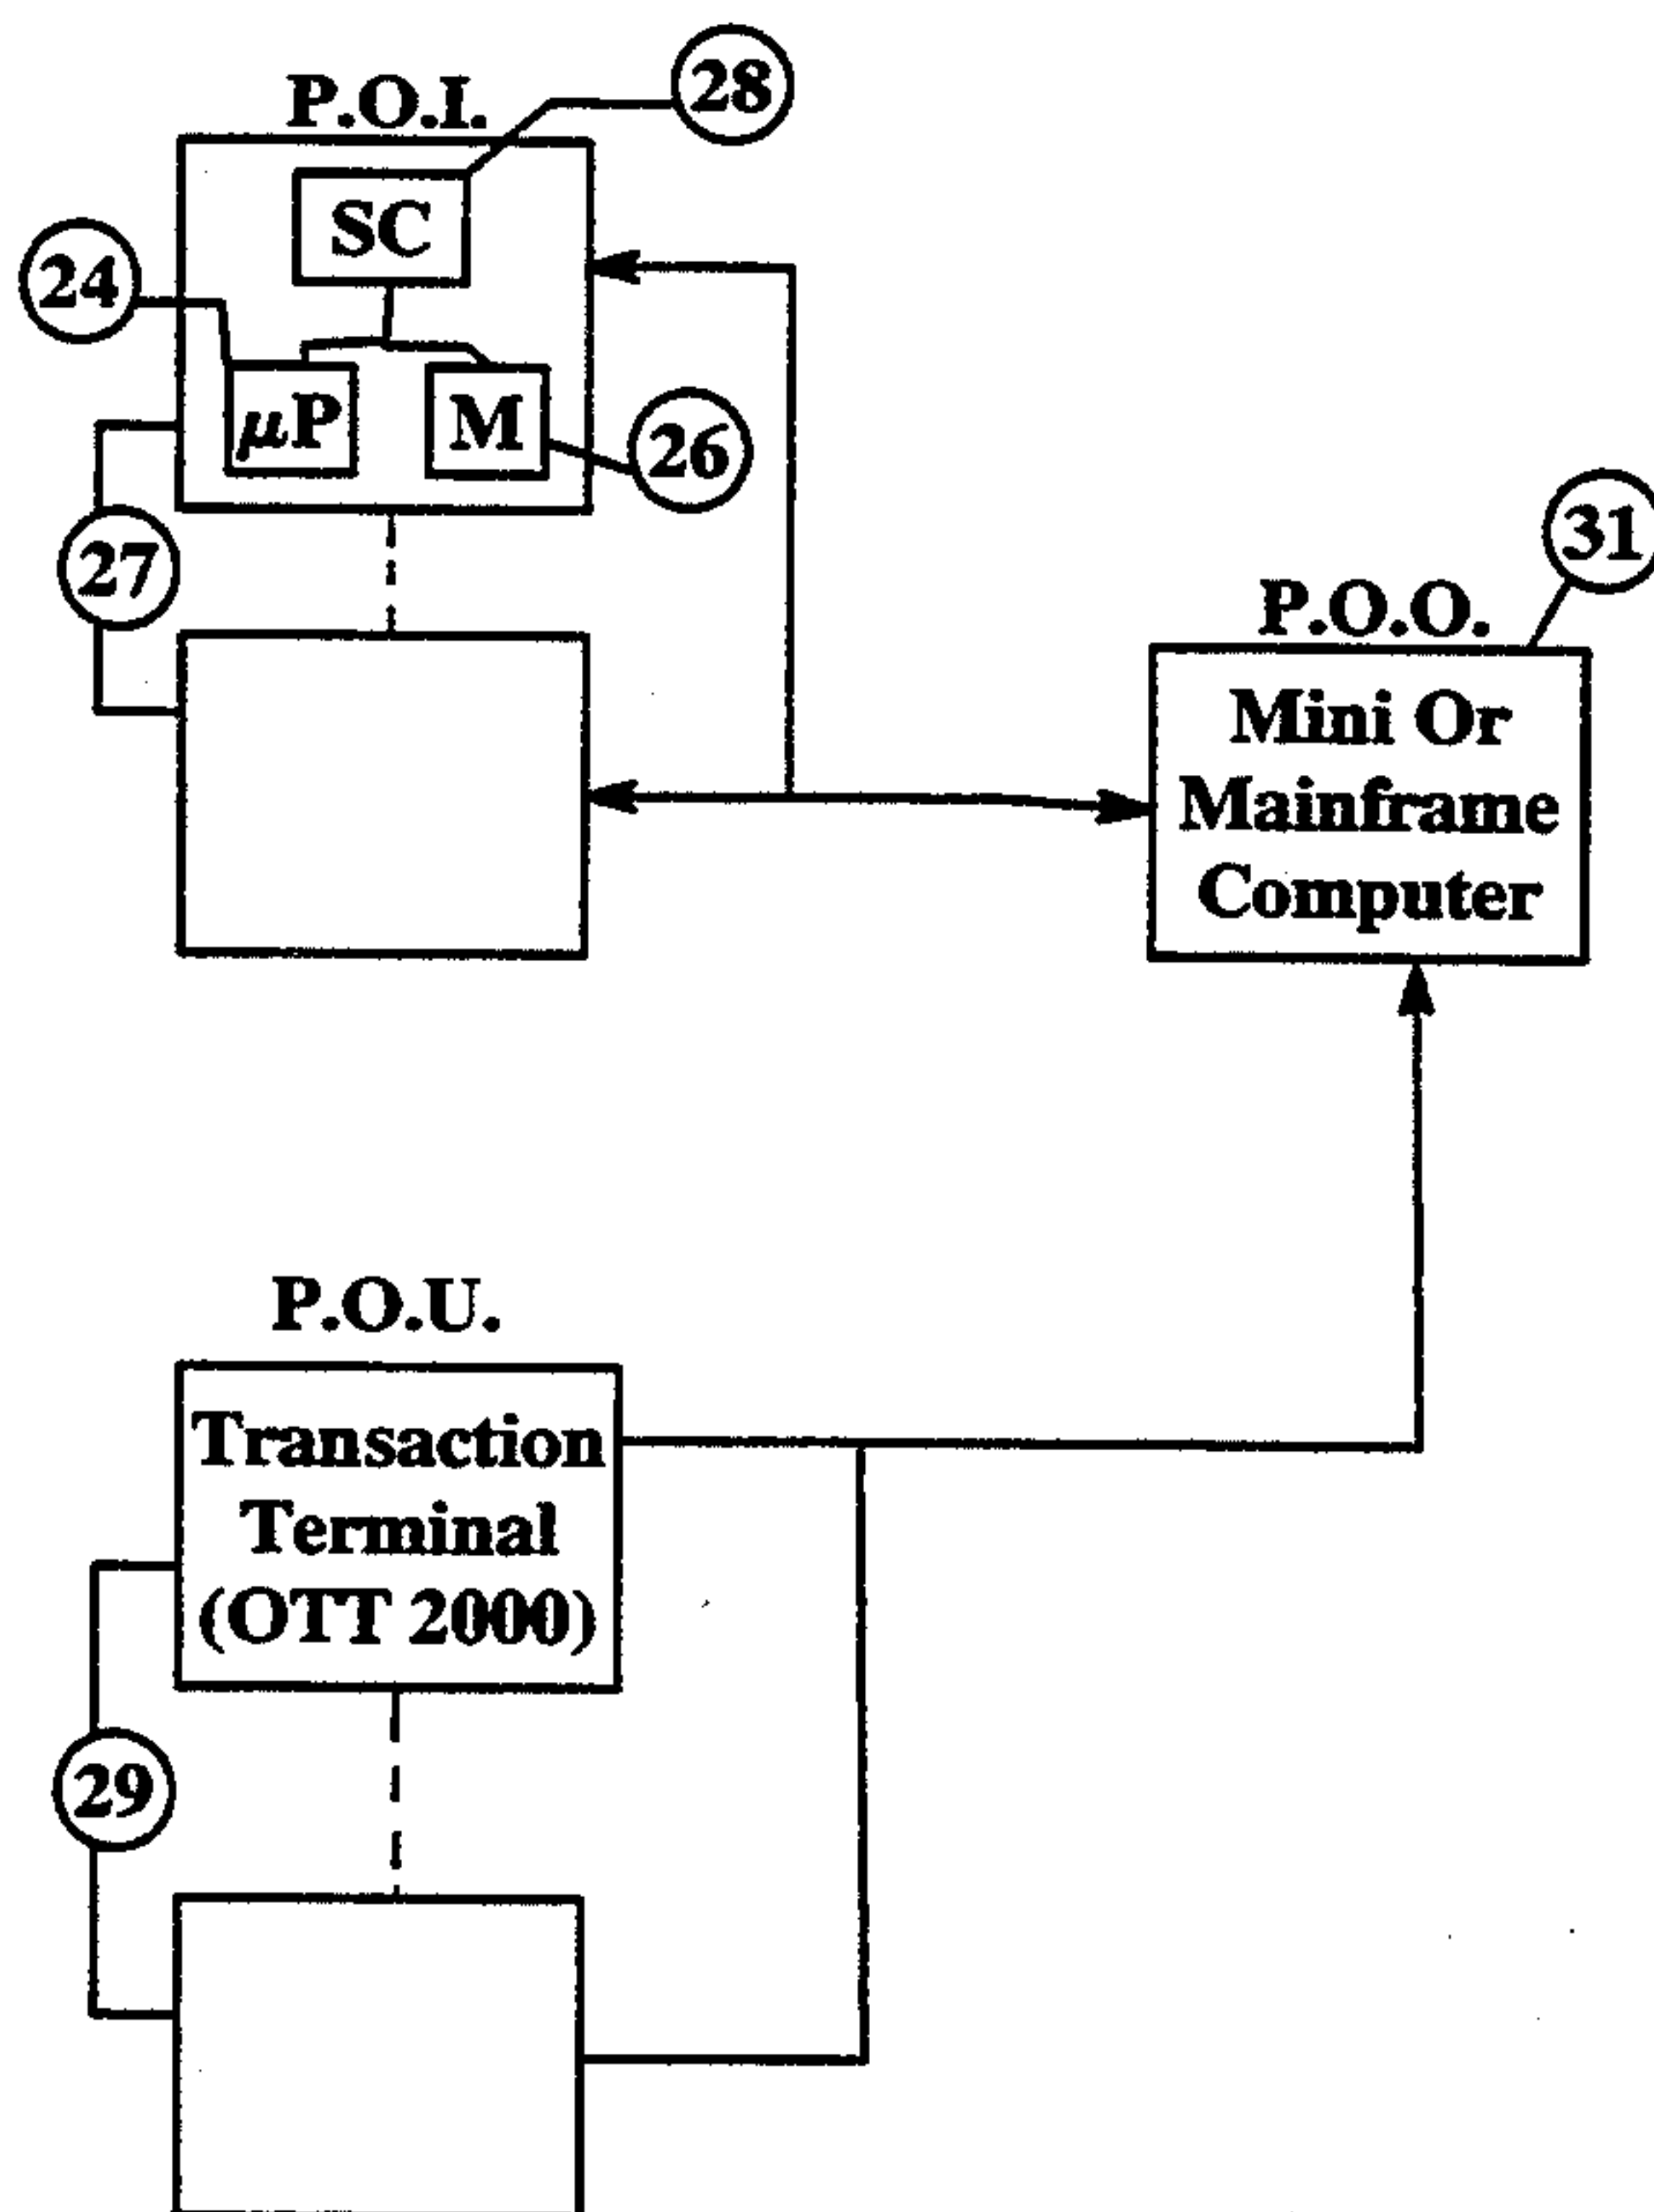 28
P.O.I.
SC
24
μP
M
26
27
31
P.O.O.
Mini Or
Mainframe
Computer
P.O.U.
Transaction
Terminal
(OTT 2000)
29